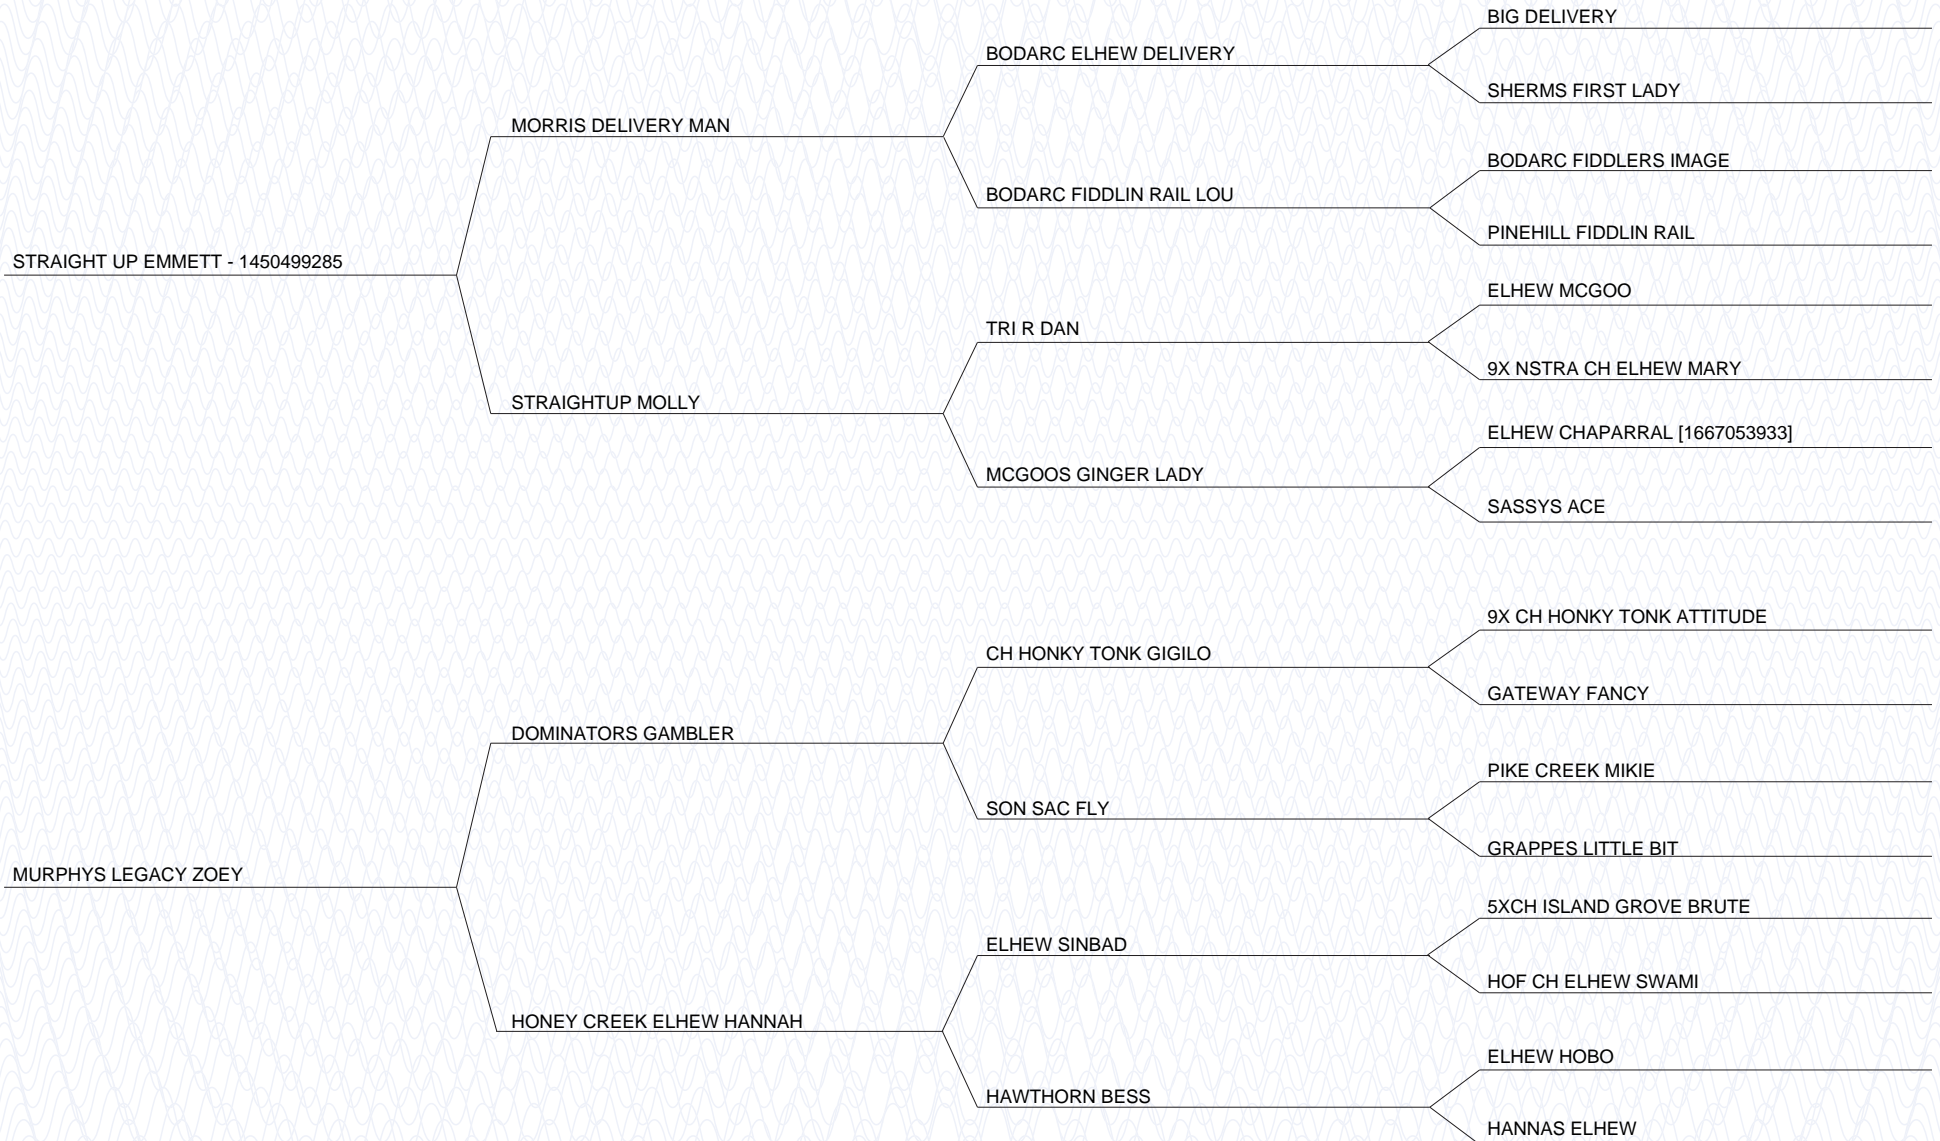 BIG DELIVERY
BODARC ELHEW DELIVERY
SHERMS FIRST LADY
MORRIS DELIVERY MAN
BODARC FIDDLERS IMAGE
BODARC FIDDLIN RAIL LOU
PINEHILL FIDDLIN RAIL
STRAIGHT UP EMMETT - 1450499285
ELHEW MCGOO
TRI R DAN
9X NSTRA CH ELHEW MARY
STRAIGHTUP MOLLY
ELHEW CHAPARRAL [1667053933]
MCGOOS GINGER LADY
SASSYS ACE
9X CH HONKY TONK ATTITUDE
CH HONKY TONK GIGILO
GATEWAY FANCY
DOMINATORS GAMBLER
PIKE CREEK MIKIE
SON SAC FLY
GRAPPES LITTLE BIT
MURPHYS LEGACY ZOEY
5XCH ISLAND GROVE BRUTE
ELHEW SINBAD
HOF CH ELHEW SWAMI
HONEY CREEK ELHEW HANNAH
ELHEW HOBO
HAWTHORN BESS
HANNAS ELHEW